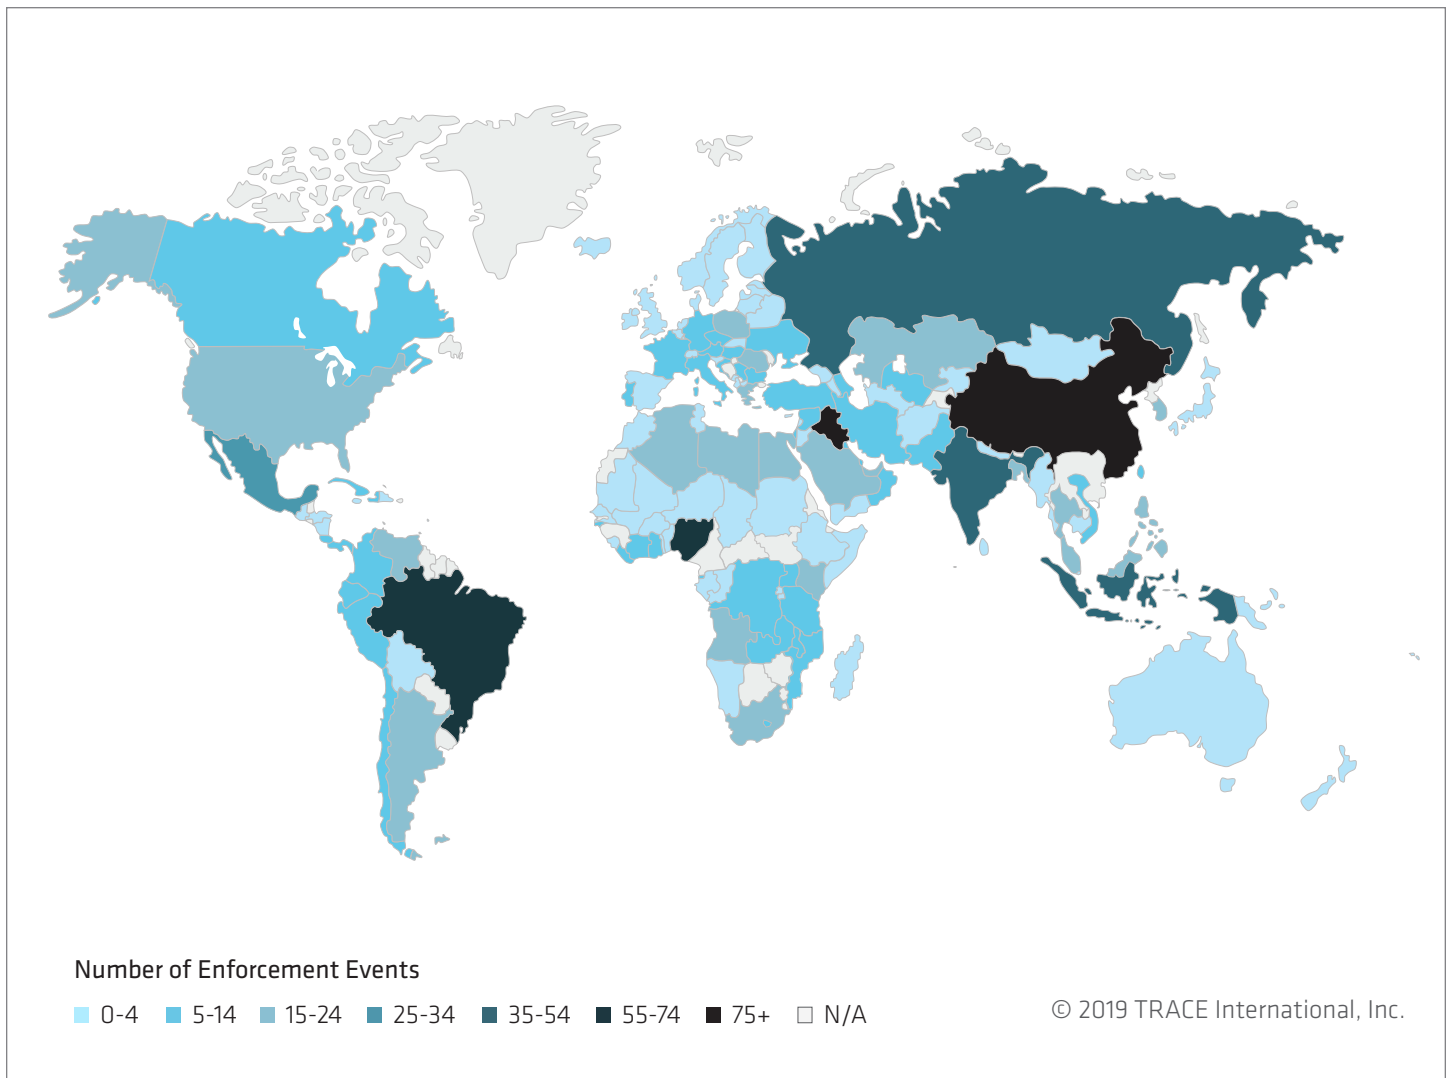 Number of Enforcement Events
0-4 5-14 15-24 25-34 35-54 55-74 75+ N/A
© 2019 TRACE International, Inc.